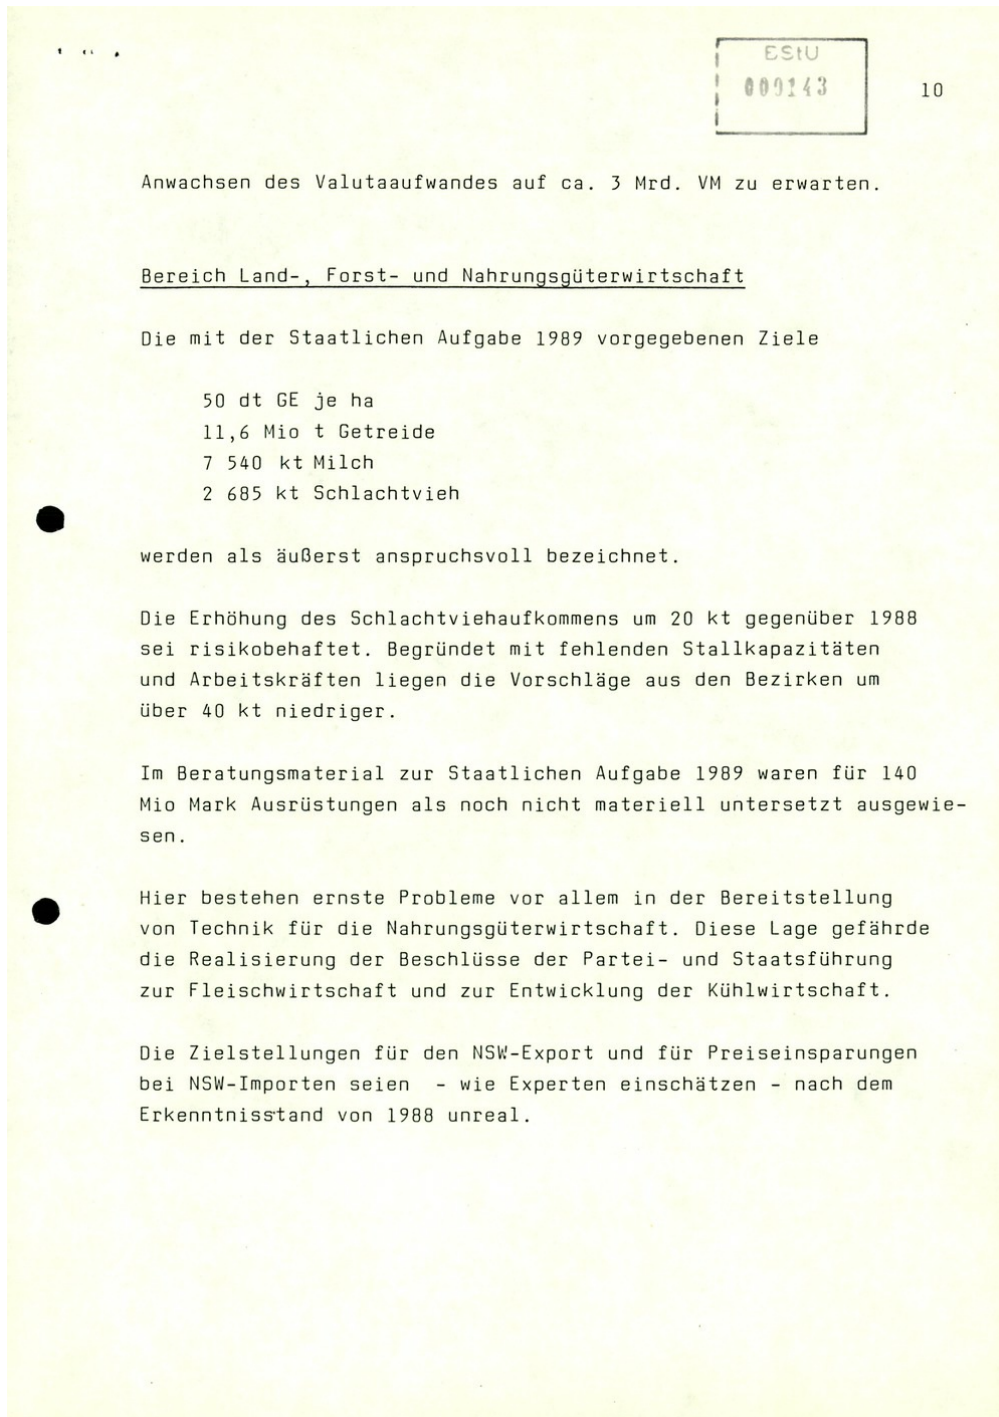 BStU
000143
10
Anwachsen des Valutaaufwandes auf ca. 3 Mrd. VM zu erwarten.
Bereich Land-, Forst- und Nahrungsgüterwirtschaft
Die mit der Staatlichen Aufgabe 1989 vorgegebenen Ziele
50 dt GE je ha
11,6 Mio t Getreide
7 540 kt Milch
2 685 kt Schlachtvieh
werden als äußerst anspruchsvoll bezeichnet.
Die Erhöhung des Schlachtviehaufkommens um 20 kt gegenüber 1988
sei risikobehaftet. Begründet mit fehlenden Stallkapazitäten
und Arbeitskräften liegen die Vorschläge aus den Bezirken um
über 40 kt niedriger.
Im Beratungsmaterial zur Staatlichen Aufgabe 1989 waren für 140
Mio Mark Ausrüstungen als noch nicht materiell untersetzt ausgewie-
sen.
Hier bestehen ernste Probleme vor allem in der Bereitstellung
von Technik für die Nahrungsgüterwirtschaft. Diese Lage gefährde
die Realisierung der Beschlüsse der Partei- und Staatsführung
zur Fleischwirtschaft und zur Entwicklung der Kühlwirtschaft.
Die Zielstellungen für den NSW-Export und für Preiseinsparungen
bei NSW-Importen seien - wie Experten einschätzen - nach dem
Erkenntnisstand von 1988 unreal.